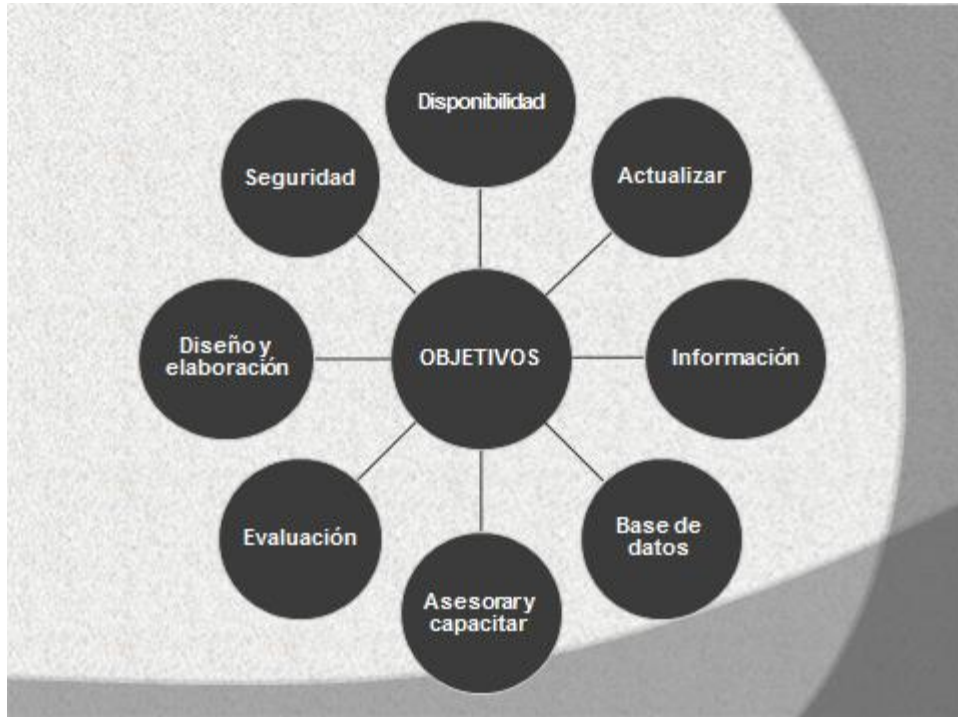 Disponibilidad
Seguridad
Actualizar
Diseño y
elaboración
OBJETIVOS
Información
Evaluación
Base de
datos
Asesorar y
capacitar